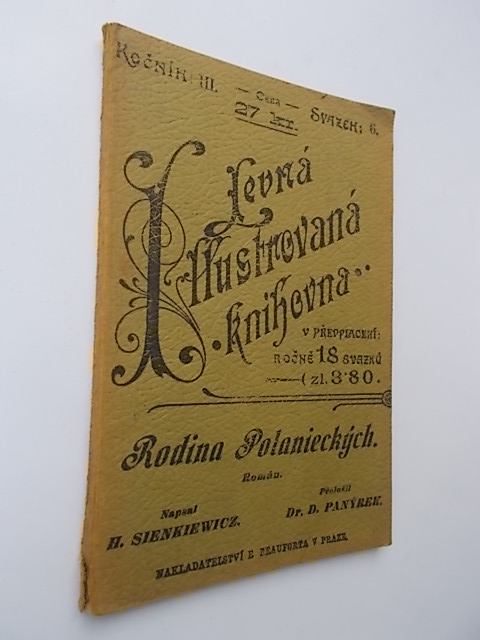 Ročník: III.
— Cena —
27 kr.
Svazek: 6.
Levná
Illustrovaná
knihovna
V PŘEDPLACENÍ:
ROČNĚ 18 SVAZKŮ
( zl. 3·80.
Rodina Polanieckých.
Román.
Napsal
H. SIENKIEWICZ.
Přeložil
Dr. D. PANÝREK.
NAKLADATELSTVÍ E BEAUFORTA V PRAZE.